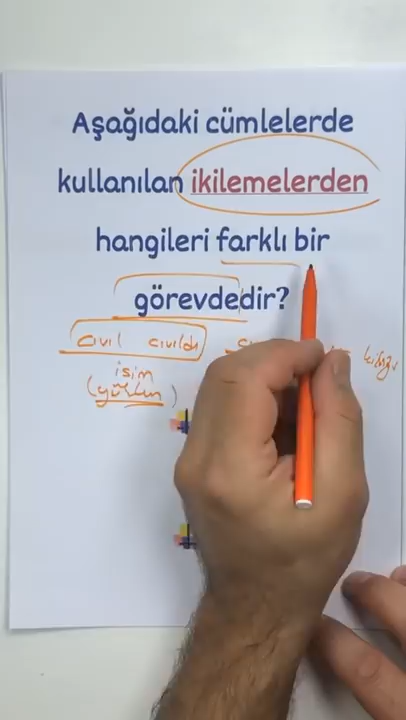 Aşağıdaki cümlelerde
kullanılan ikilemelerden
hangileri farklı bir
görevdedir?
cıvıl cıvıldı
isim
(yüklem)